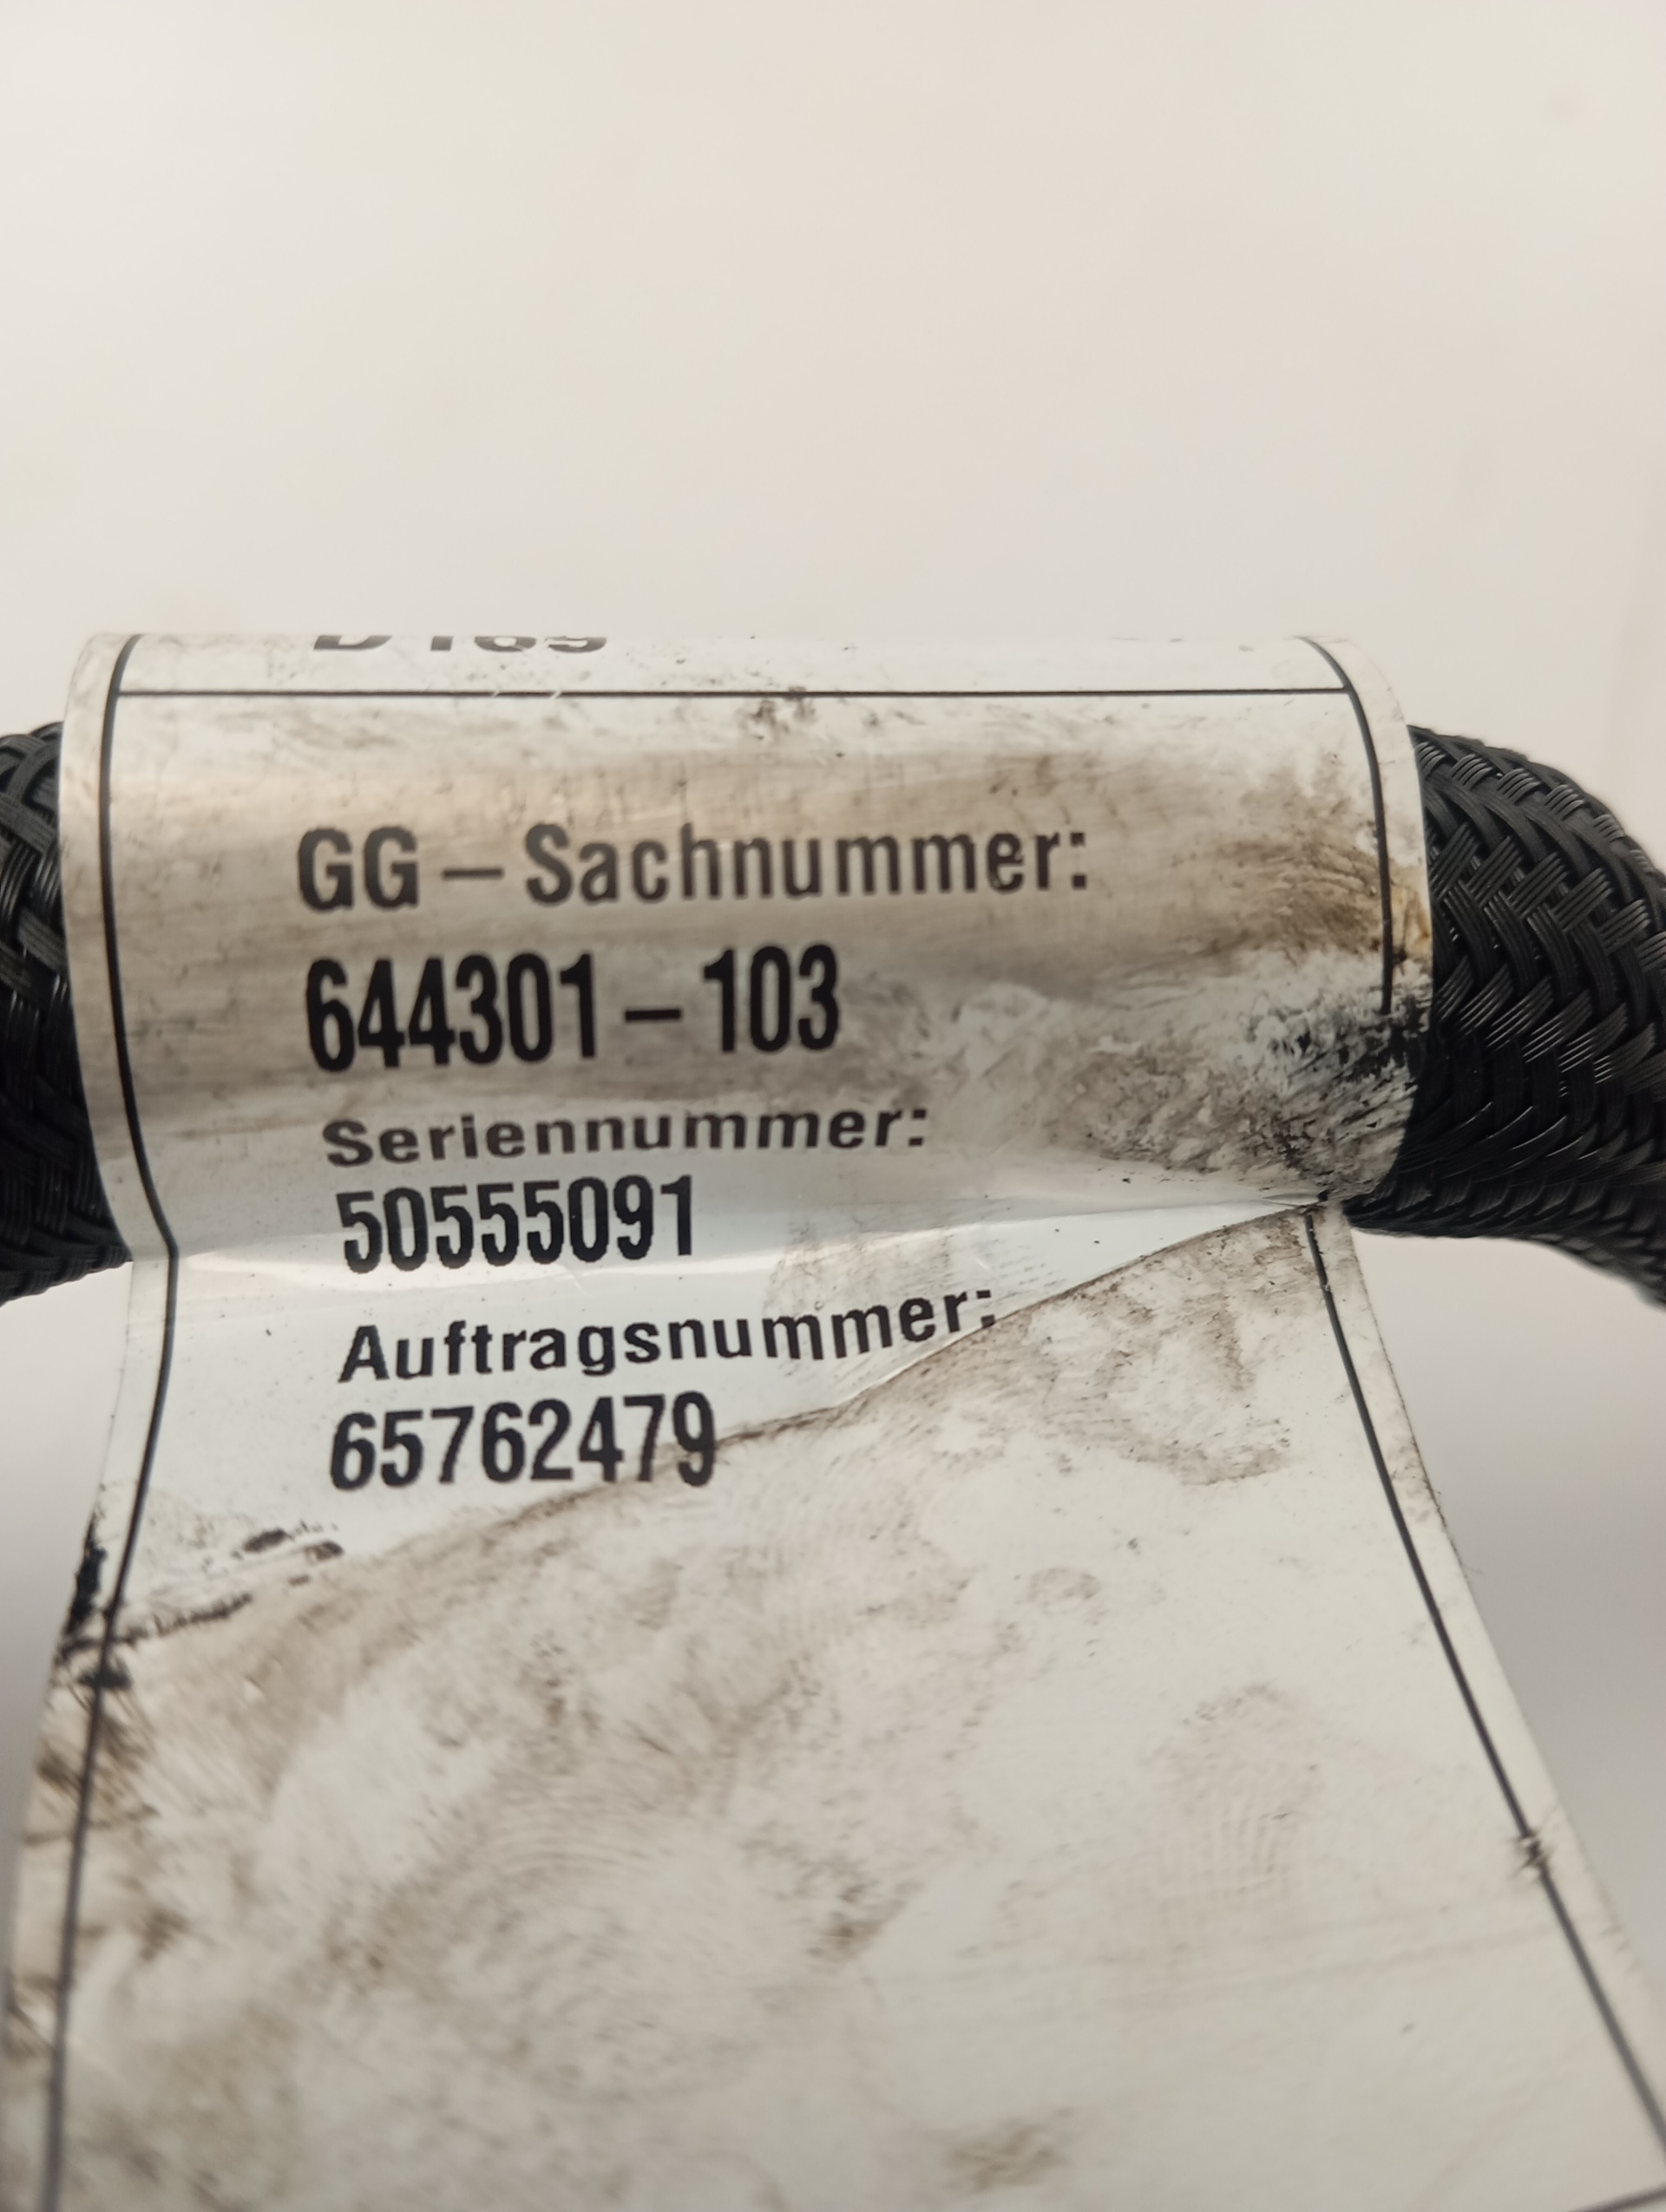 GG – Sachnummer:
644301 – 103
Seriennummer:
50555091
Auftragsnummer:
65762479